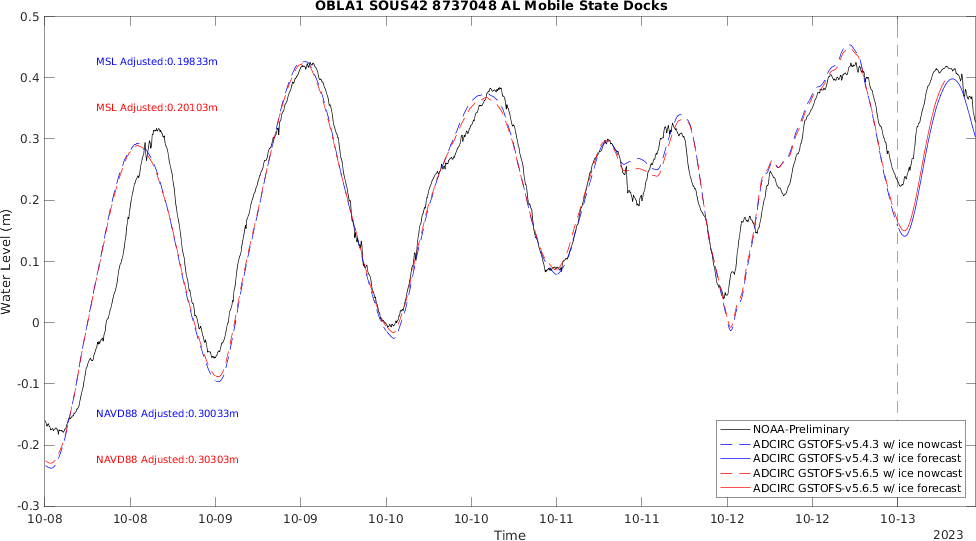 OBLA1 SOUS42 8737048 AL Mobile State Docks
0.5
0.4
0.3
0.2
0.1
0
-0.1
-0.2
-0.3
Water Level (m)
MSL Adjusted:0.19833m
MSL Adjusted:0.20103m
NAVD88 Adjusted:0.30033m
NAVD88 Adjusted:0.30303m
NOAA-Preliminary
ADCIRC GSTOFS-v5.4.3 w/ ice nowcast
ADCIRC GSTOFS-v5.4.3 w/ ice forecast
ADCIRC GSTOFS-v5.6.5 w/ ice nowcast
ADCIRC GSTOFS-v5.6.5 w/ ice forecast
10-08 10-08 10-09 10-09 10-10 10-10 10-11 10-11 10-12 10-12 10-13
Time
2023